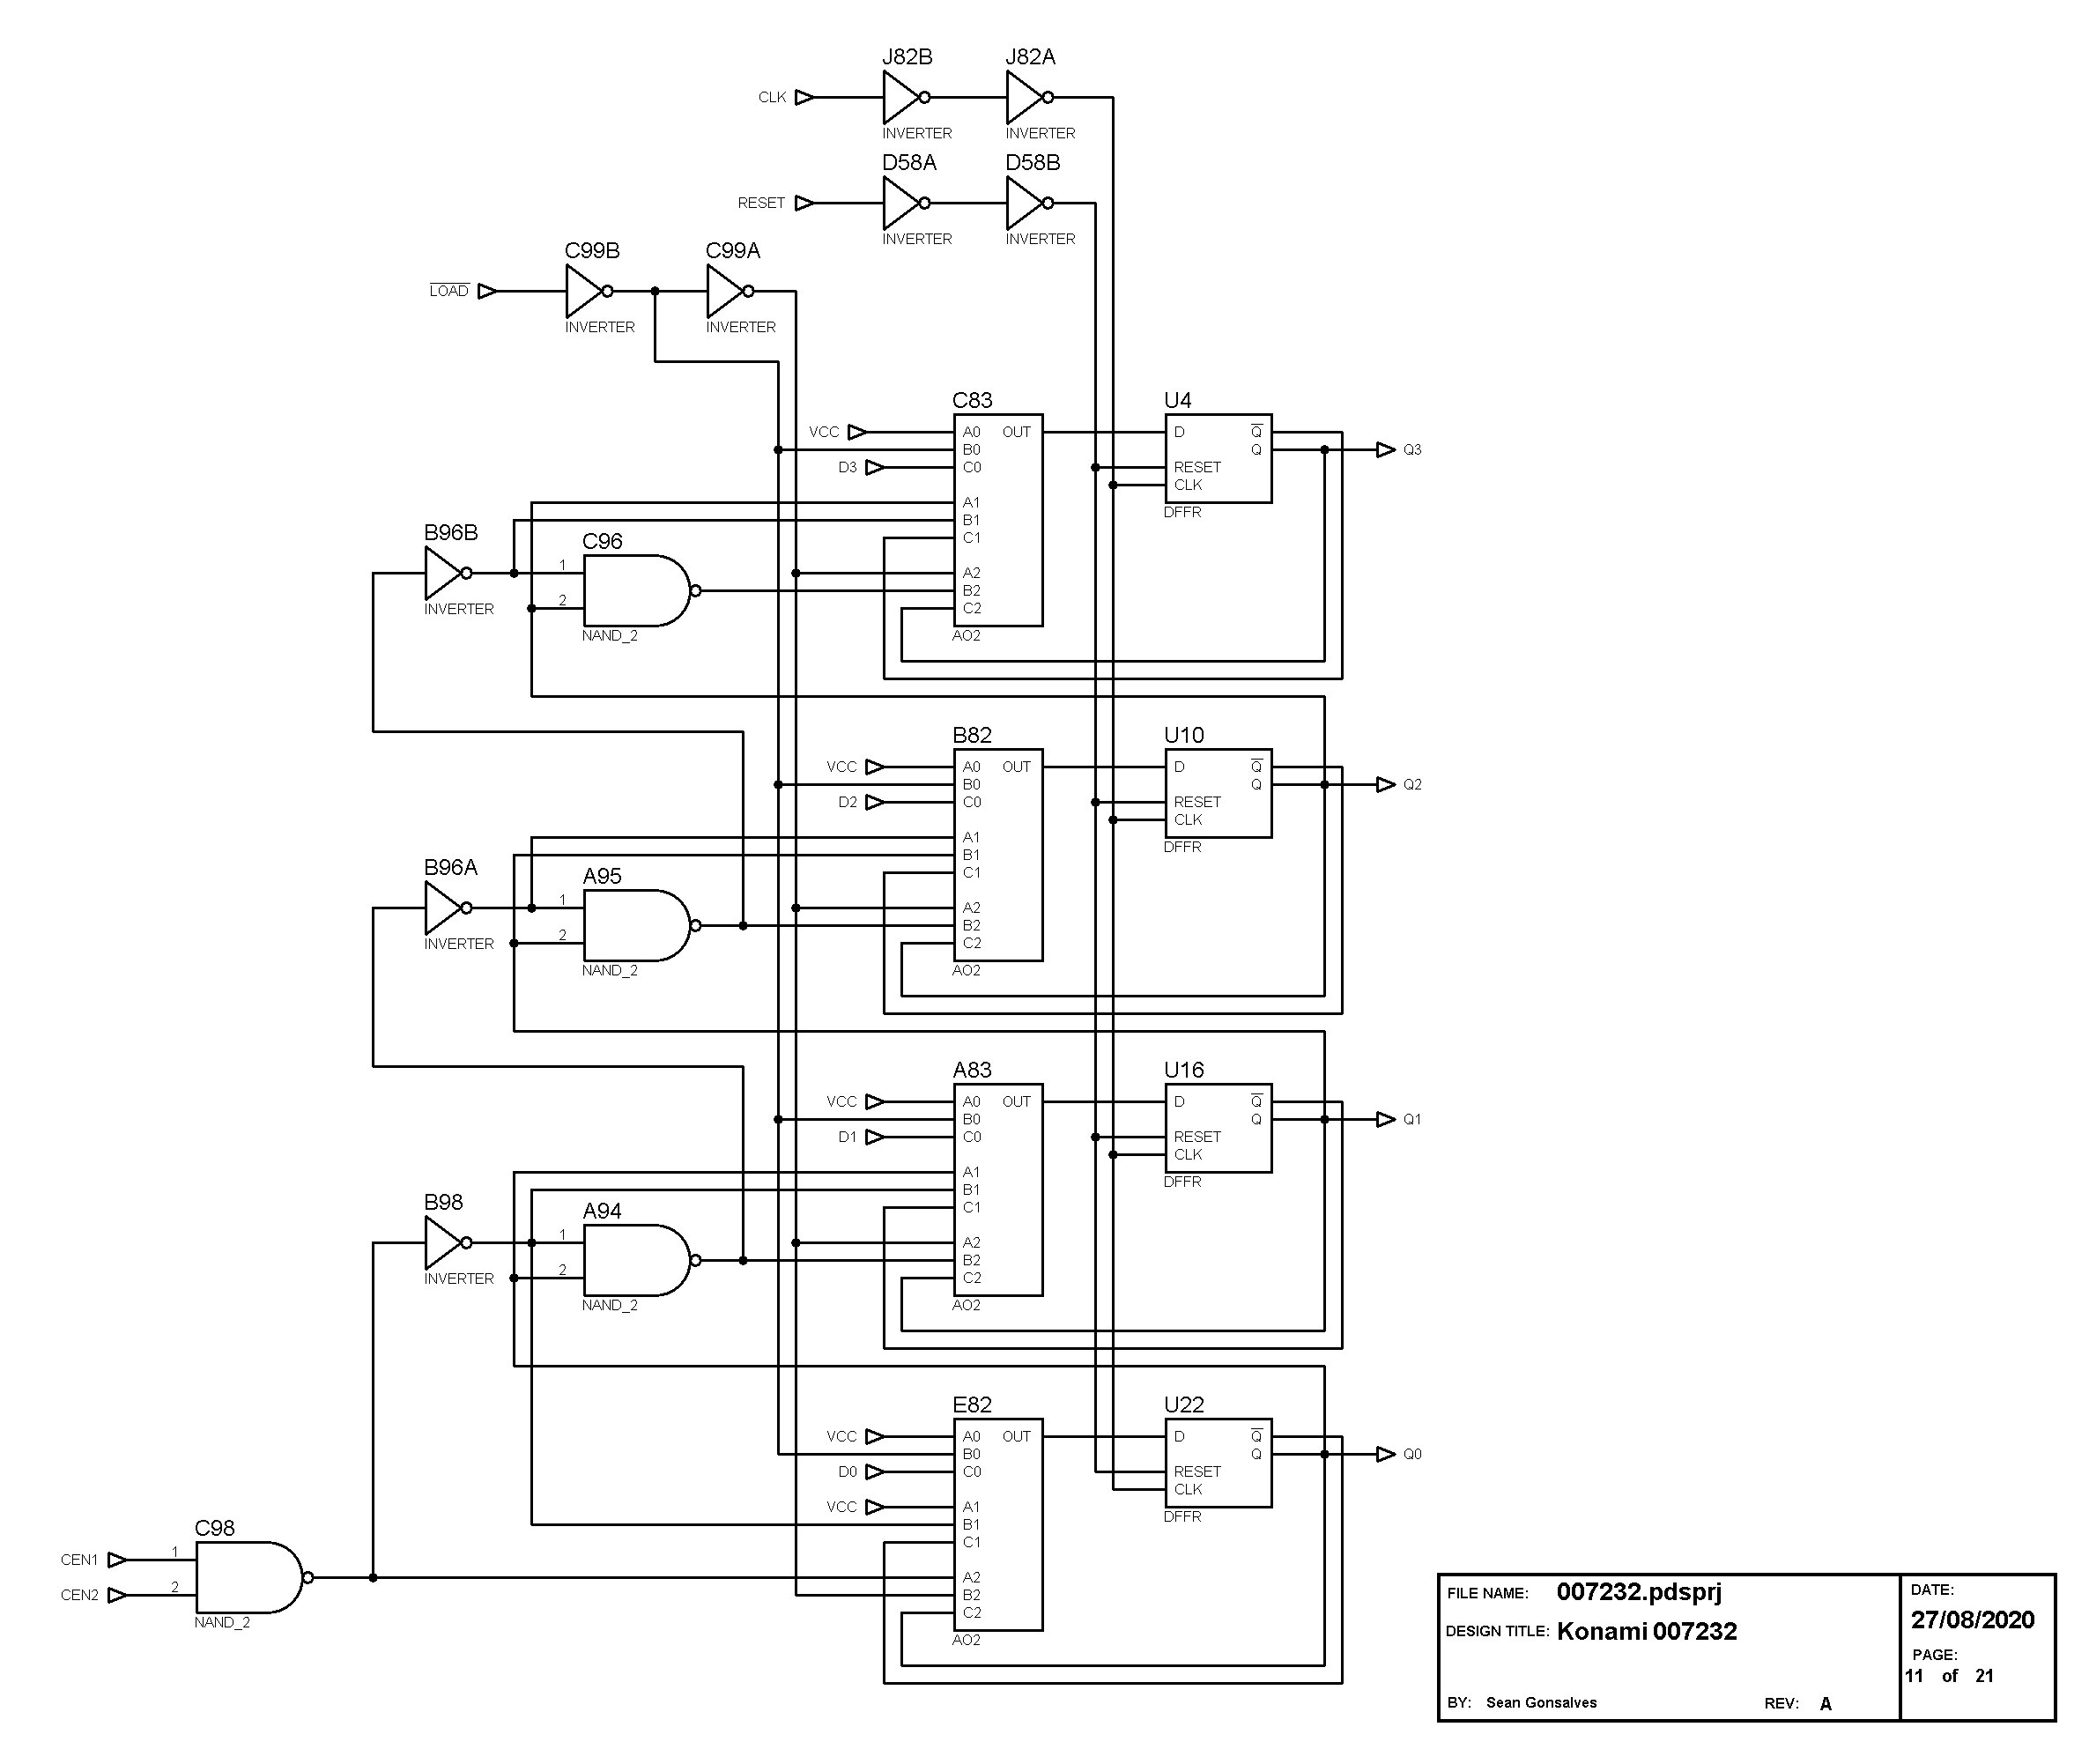 J82B J82A
CLK
INVERTER INVERTER
D58A D58B
RESET
INVERTER INVERTER
C99B C99A
LOAD
INVERTER INVERTER
C83 U4
VCC A0 OUT D Q
B0 Q Q3
D3 C0 RESET
CLK
A1 DFFR
B1
B96B C96 C1
1 A2
B2
INVERTER 2 C2
NAND_2 AO2
B82 U10
VCC A0 OUT D Q
B0 Q Q2
D2 C0 RESET
CLK
A1 DFFR
B1
B96A A95 C1
1 A2
B2
INVERTER 2 C2
NAND_2 AO2
A83 U16
VCC A0 OUT D Q
B0 Q Q1
D1 C0 RESET
CLK
A1 DFFR
B1
B98 A94 C1
1 A2
B2
INVERTER 2 C2
NAND_2 AO2
E82 U22
VCC A0 OUT D Q
B0 Q Q0
D0 C0 RESET
CLK
VCC A1 DFFR
B1
C98 C1
CEN1 1 A2
CEN2 2 B2
C2
NAND_2 AO2
FILE NAME: 007232.pdsprj
DESIGN TITLE: Konami 007232
BY: Sean Gonsalves REV: A
DATE:
27/08/2020
PAGE:
11 of 21